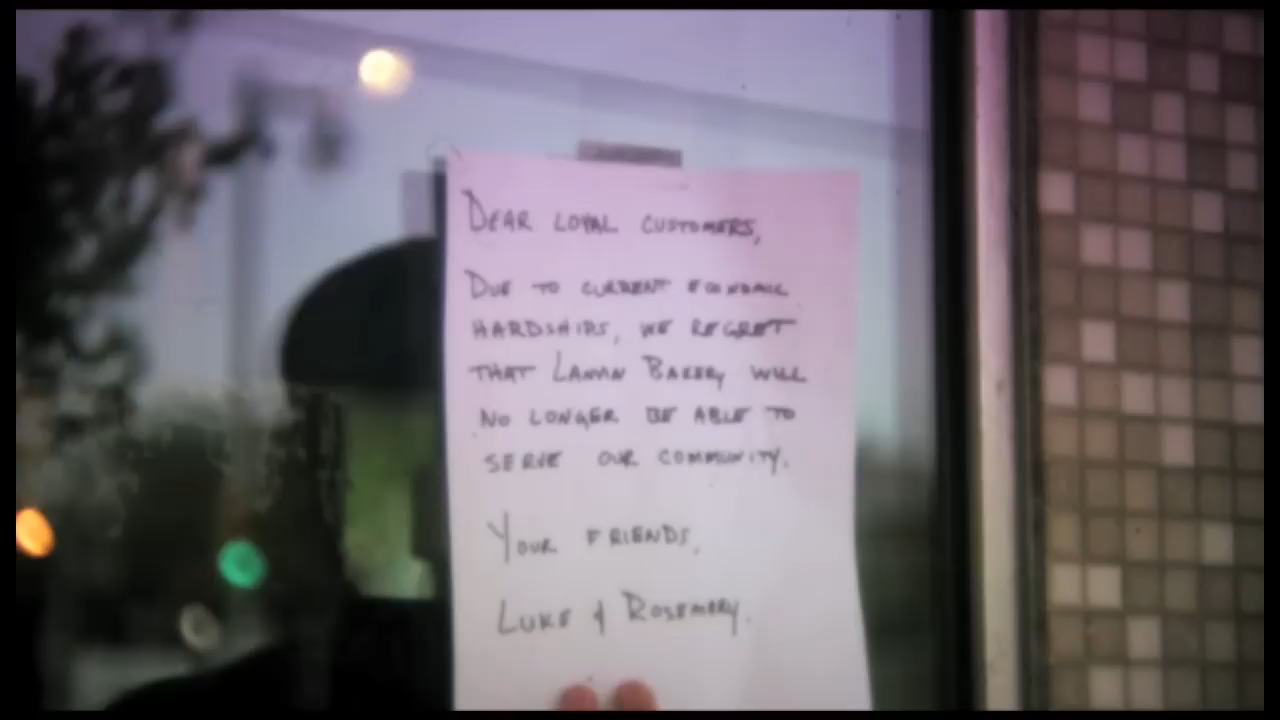 DEAR LOYAL CUSTOMERS,
DUE TO CURRENT ECONOMIC
HARDSHIPS, WE REGRET
THAT BAKERY WILL
NO LONGER BE ABLE TO
SERVE OUR COMMUNITY.
YOUR FRIENDS,
LUKE & ROSEMARY.